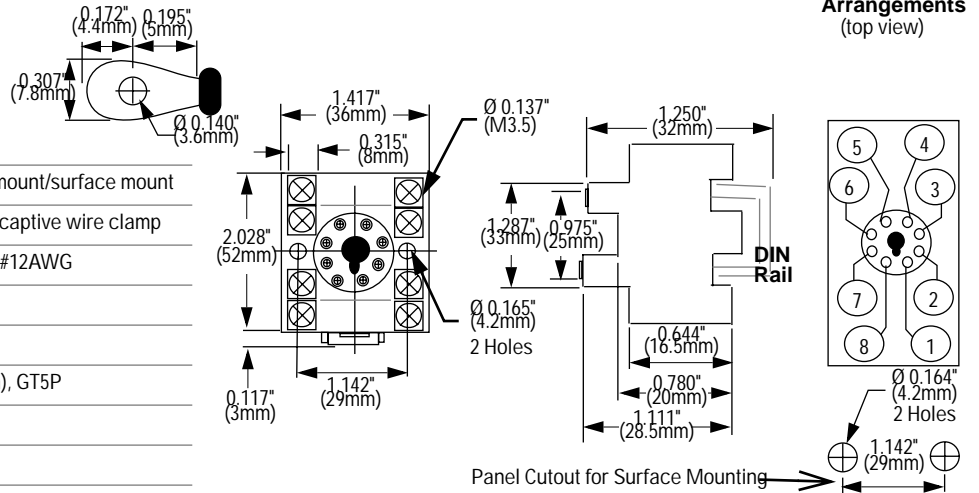 Arrangements
(top view)
0.172"
(4.4mm)
0.195"
(5mm)
0.307"
(7.8mm)
Ø 0.140"
(3.6mm)
mount/surface mount
captive wire clamp
#12AWG
), GT5P
1.417"
(36mm)
0.315"
(8mm)
Ø 0.137"
(M3.5)
2.028"
(52mm)
Ø 0.165"
(4.2mm)
2 Holes
0.117"
(3mm)
1.142"
(29mm)
1.250"
(32mm)
1.287"
(33mm)
0.975"
(25mm)
DIN
Rail
0.644"
(16.5mm)
0.780"
(20mm)
1.111"
(28.5mm)
5
4
6
3
7
2
8
1
Ø 0.164"
(4.2mm)
2 Holes
1.142"
(29mm)
Panel Cutout for Surface Mounting